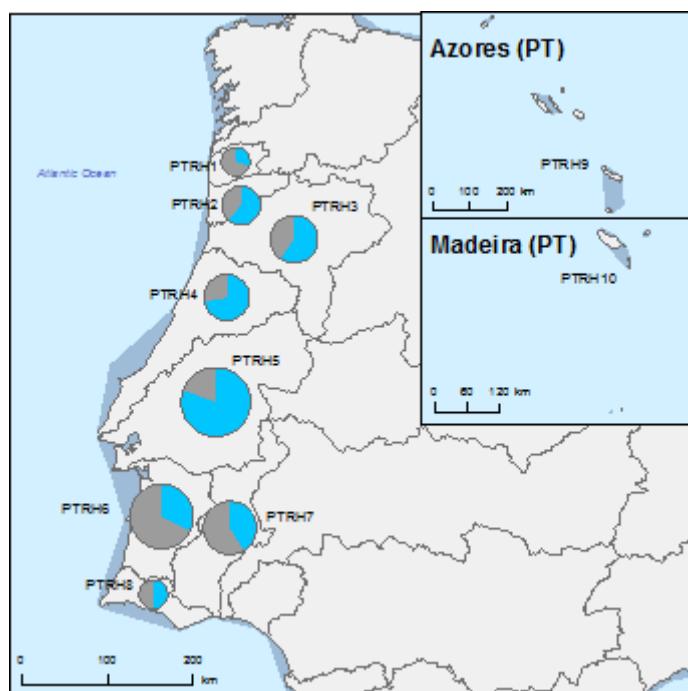 Azores (PT)
PTRH9
0 100 200 km
Madeira (PT)
PTRH10
0 60 120 km
Atlantic Ocean
PTRH1
PTRH2
PTRH3
PTRH4
PTRH5
PTRH6
PTRH7
PTRH8
0 100 200
km